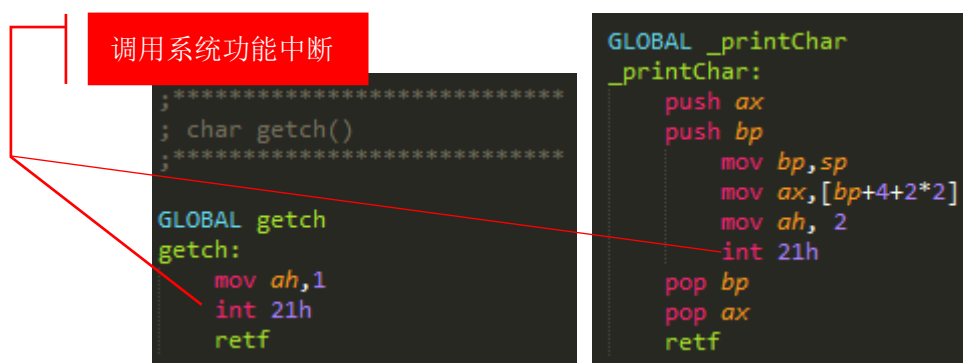 调用系统功能中断
;****************************
; char getch()
;****************************
GLOBAL getch
getch:
mov ah,1
int 21h
retf
GLOBAL _printChar
_printChar:
push ax
push bp
mov bp,sp
mov ax,[bp+4+2*2]
mov ah, 2
int 21h
pop bp
pop ax
retf